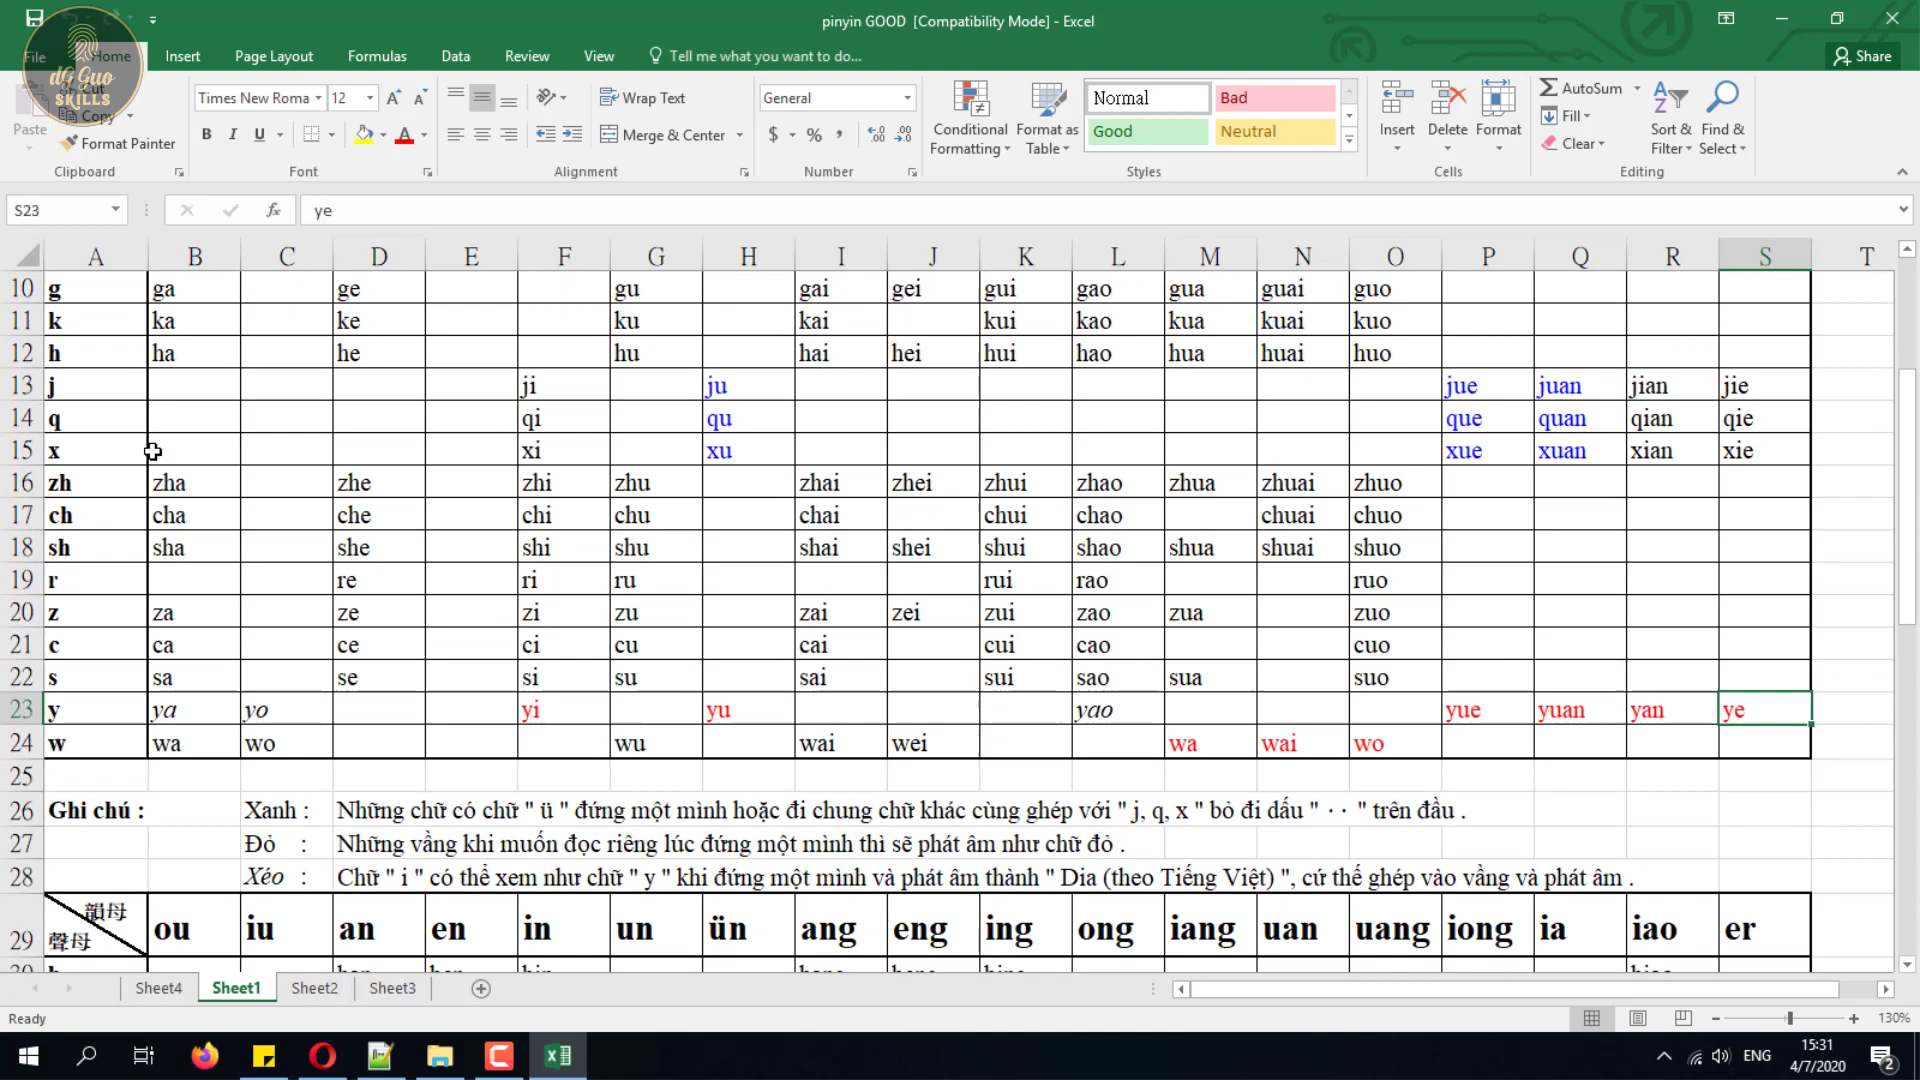 pinyin GOOD [Compatibility Mode] - Excel
File Home Insert Page Layout Formulas Data Review View Tell me what you want to do... Share
dG Guo
SKILLS
Paste Cut
Copy
Format Painter
Clipboard
Times New Roma 12
B I U
Font
Wrap Text
Merge & Center
Alignment
General
$ % ,
Number
Conditional Formatting
Format as Table
Normal Bad
Good Neutral
Styles
Insert Delete Format
Cells
AutoSum
Fill
Clear
Sort & Filter
Find & Select
Editing
S23 fx ye
A B C D E F G H I J K L M N O P Q R S T
10 g ga ge gu gai gei gui gao gua guai guo
11 k ka ke ku kai kui kao kua kuai kuo
12 h ha he hu hai hei hui hao hua huai huo
13 j ji ju jue juan jian jie
14 q qi qu que quan qian qie
15 x xi xu xue xuan xian xie
16 zh zha zhe zhi zhu zhai zhei zhui zhao zhua zhuai zhuo
17 ch cha che chi chu chai chui chao chuai chuo
18 sh sha she shi shu shai shei shui shao shua shuai shuo
19 r re ri ru rui rao ruo
20 z za ze zi zu zai zei zui zao zua zuo
21 c ca ce ci cu cai cui cao cuo
22 s sa se si su sai sui sao sua suo
23 y ya yo yi yu yao yue yuan yan ye
24 w wa wo wu wai wei wa wai wo
25
26 Ghi chú : Xanh : Những chữ có chữ " ü " đứng một mình hoặc đi chung chữ khác cùng ghép với " j, q, x " bỏ đi dấu " ‧‧ " trên đầu .
27 Đỏ : Những vầng khi muốn đọc riêng lúc đứng một mình thì sẽ phát âm như chữ đỏ .
28 Xéo : Chữ " i " có thể xem như chữ " y " khi đứng một mình và phát âm thành " Dia (theo Tiếng Việt) ", cứ thế ghép vào vầng và phát âm .
韻母
29 聲母 ou iu an en in un ün ang eng ing ong iang uan uang iong ia iao er
Sheet4 Sheet1 Sheet2 Sheet3
Ready 130%
ENG 15:31
4/7/2020 2